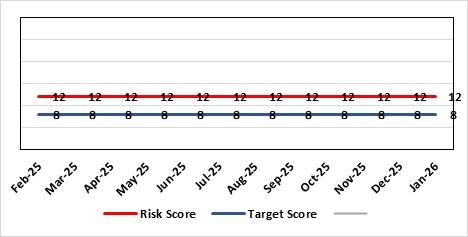 12 12 12 12 12 12 12 12 12 12 12 12
8 8 8 8 8 8 8 8 8 8 8 8
Feb-25 Mar-25 Apr-25 May-25 Jun-25 Jul-25 Aug-25 Sep-25 Oct-25 Nov-25 Dec-25 Jan-26
Risk Score Target Score